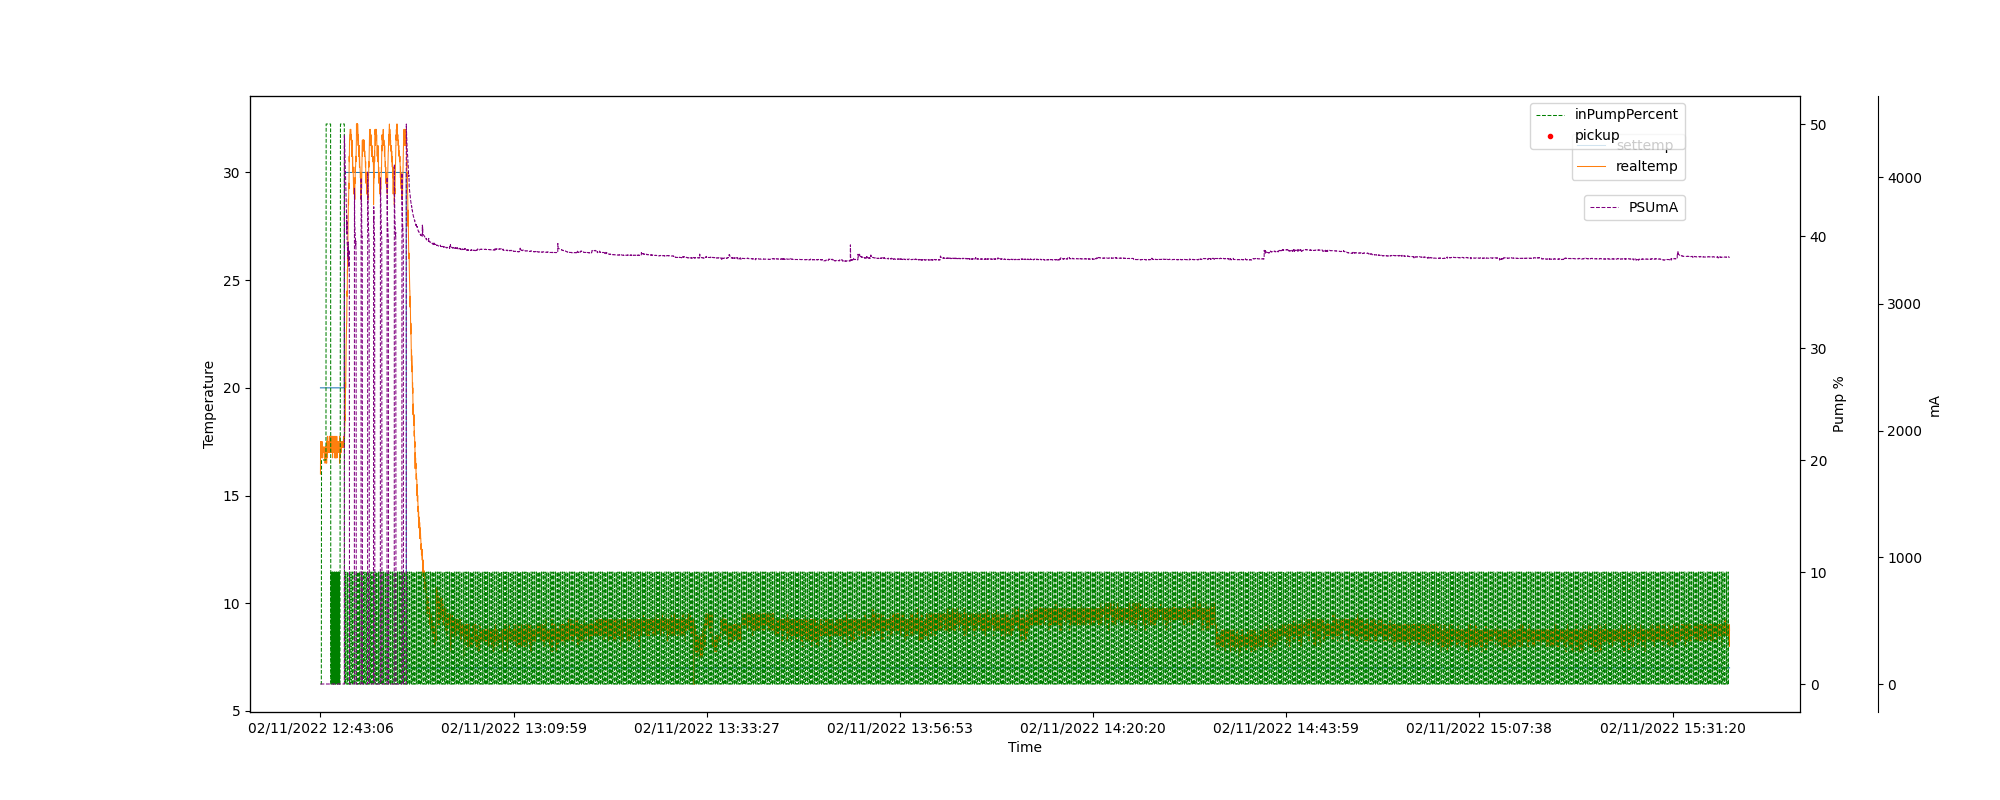 inPumpPercent
pickup
settemp
realtemp
PSUmA
30
25
20
15
10
5
Temperature
50
40
30
20
10
0
Pump %
4000
3000
2000
1000
0
mA
02/11/2022 12:43:06
02/11/2022 13:09:59
02/11/2022 13:33:27
02/11/2022 13:56:53
02/11/2022 14:20:20
02/11/2022 14:43:59
02/11/2022 15:07:38
02/11/2022 15:31:20
Time